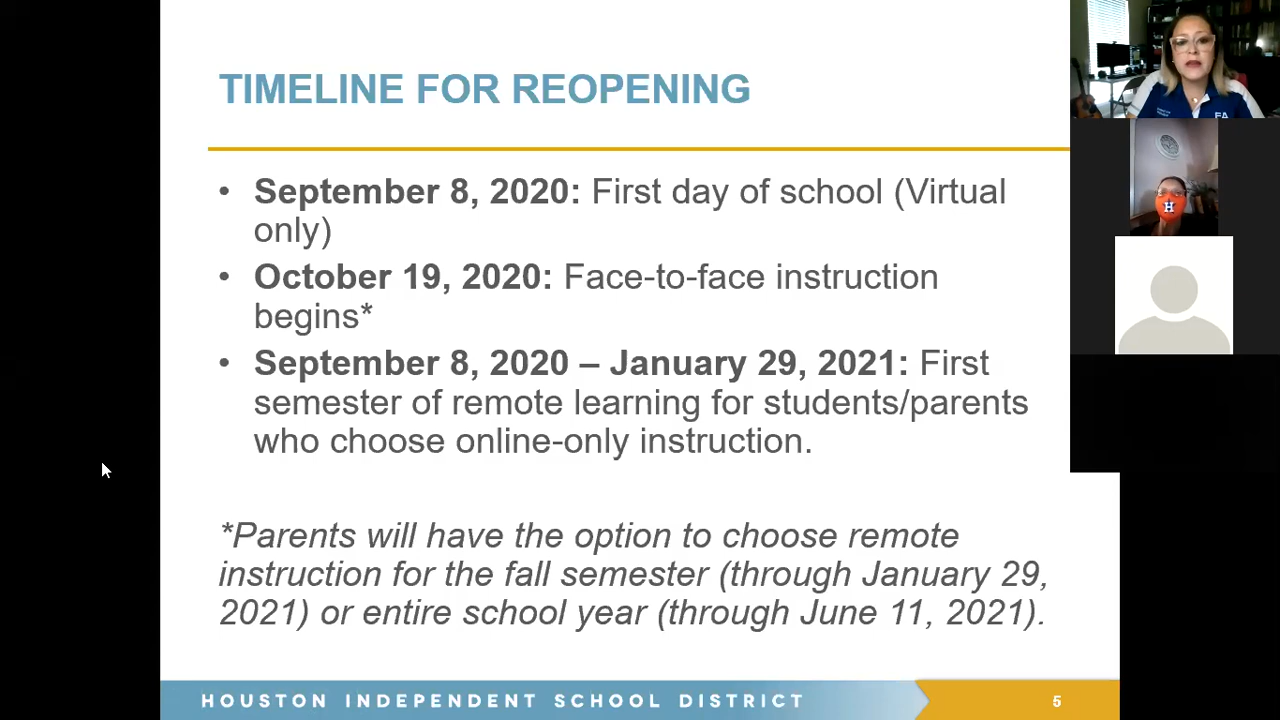 TIMELINE FOR REOPENING
• September 8, 2020: First day of school (Virtual
only)
• October 19, 2020: Face-to-face instruction
begins*
• September 8, 2020 – January 29, 2021: First
semester of remote learning for students/parents
who choose online-only instruction.
*Parents will have the option to choose remote
instruction for the fall semester (through January 29,
2021) or entire school year (through June 11, 2021).
HOUSTON INDEPENDENT SCHOOL DISTRICT
5
H